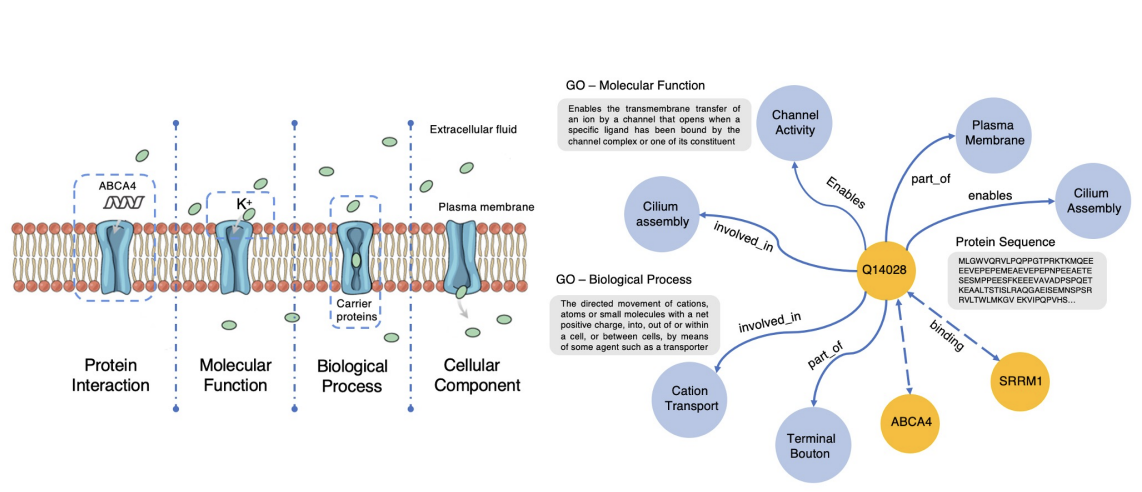 Extracellular fluid
ABCA4
K+
Plasma membrane
Carrier
proteins
Protein
Interaction
Molecular
Function
Biological
Process
Cellular
Component
GO – Molecular Function
Enables the transmembrane transfer of
an ion by a channel that opens when a
specific ligand has been bound by the
channel complex or one of its constituent
Channel
Activity
Plasma
Membrane
part_of
Enables
enables
Cilium
Assembly
Cilium
assembly
involved_in
Q14028
Protein Sequence
MLGWVQRVLPQPPGTPRKTKMQEE
EEVEPEPEMEAEVEPEPNPEEAETE
SESMPPEESFKEEEVAVADPSPQET
KEAALTSTISLRAQGAEISEMNSPSR
RVLTWLMKGV EKVIPQPVHS...
GO – Biological Process
The directed movement of cations,
atoms or small molecules with a net
positive charge, into, out of or within
a cell, or between cells, by means
of some agent such as a transporter
involved_in
part_of
binding
Cation
Transport
Terminal
Bouton
ABCA4
SRRM1